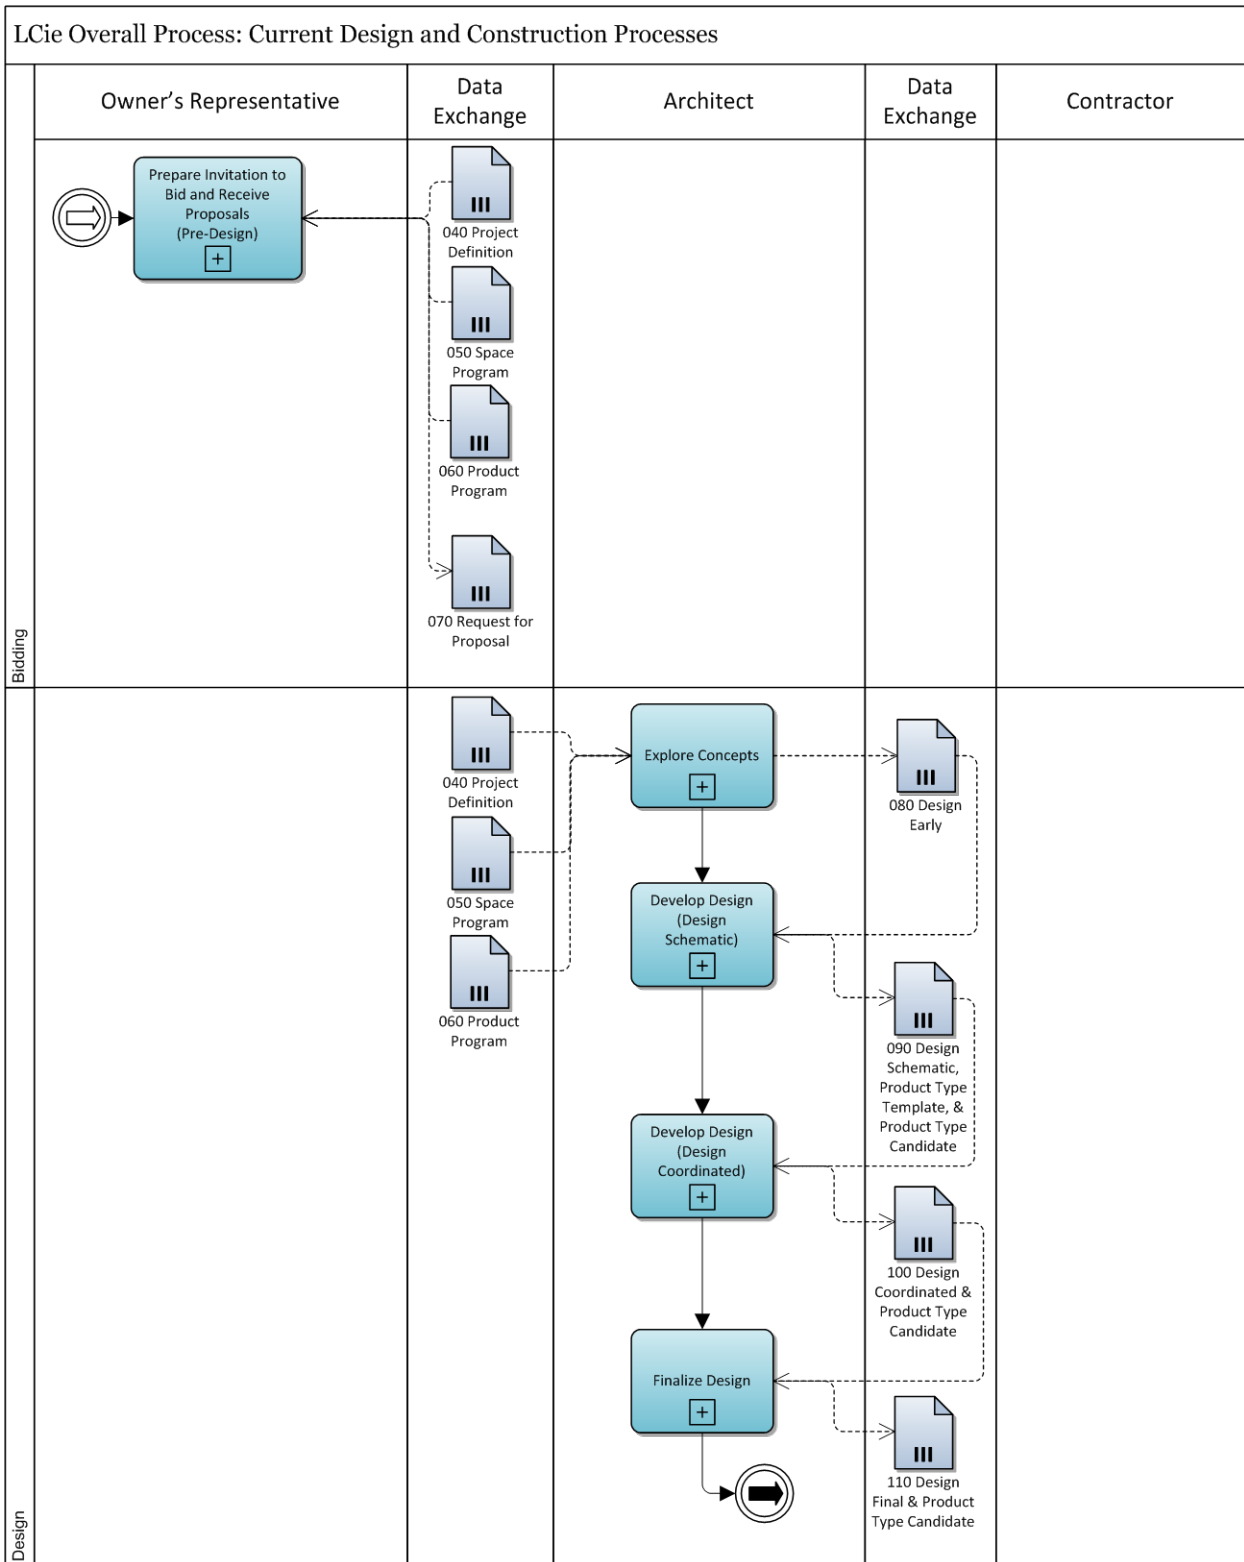 LCie Overall Process: Current Design and Construction Processes
Owner's Representative
Data
Exchange
Architect
Data
Exchange
Contractor
Bidding
Prepare Invitation to
Bid and Receive
Proposals
(Pre-Design)
040 Project
Definition
050 Space
Program
060 Product
Program
070 Request for
Proposal
Design
040 Project
Definition
050 Space
Program
060 Product
Program
Explore Concepts
080 Design
Early
Develop Design
(Design
Schematic)
090 Design
Schematic,
Product Type
Template, &
Product Type
Candidate
Develop Design
(Design
Coordinated)
100 Design
Coordinated &
Product Type
Candidate
Finalize Design
110 Design
Final & Product
Type Candidate